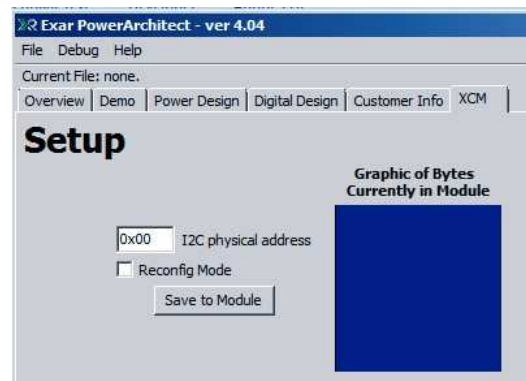 Exar PowerArchitect - ver 4.04
File Debug Help
Current File: none.
Overview Demo Power Design Digital Design Customer Info XCM
Setup
Graphic of Bytes
Currently in Module
0x00 I2C physical address
Reconfig Mode
Save to Module